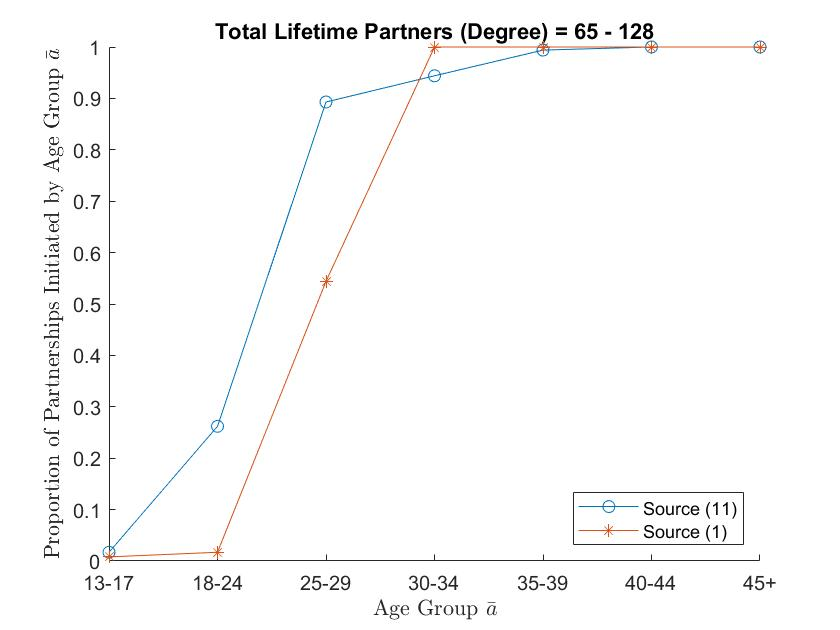 Total Lifetime Partners (Degree) = 65 - 128
Proportion of Partnerships Initiated by Age Group ā
1
0.9
0.8
0.7
0.6
0.5
0.4
0.3
0.2
0.1
0
13-17 18-24 25-29 30-34 35-39 40-44 45+
Age Group ā
Source (11)
Source (1)